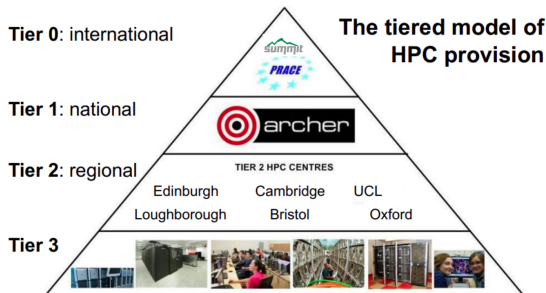 The tiered model of
HPC provision
Tier 0: international
summit
PRACE
Tier 1: national
archer
Tier 2: regional
TIER 2 HPC CENTRES
Edinburgh Cambridge UCL
Loughborough Bristol Oxford
Tier 3